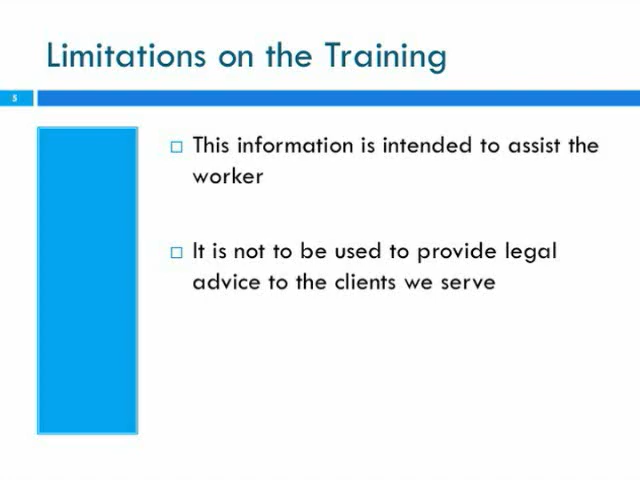 Limitations on the Training
5
This information is intended to assist the
worker
It is not to be used to provide legal
advice to the clients we serve